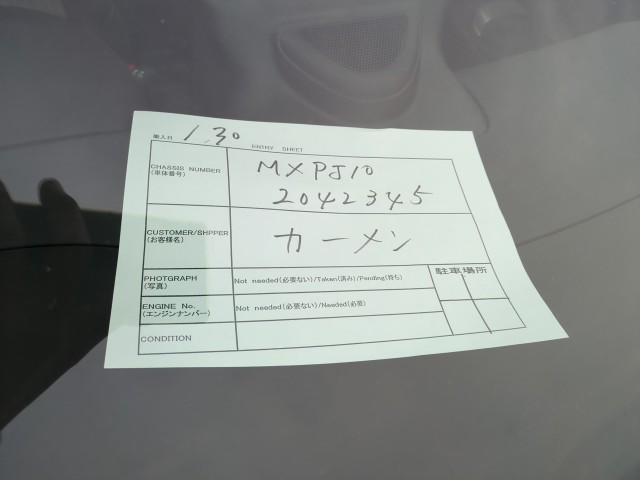 搬入日 1.30
ENTRY SHEET
CHASSIS NUMBER
(車体番号)
MXPJ10
2042345
CUSTOMER/SHPPER
(お客様名)
カーメン
PHOTGRAPH
(写真)
Not needed(必要ない)/Taken(済み)/Pending(待ち)
駐車場所
ENGINE No.
(エンジンナンバー)
Not needed(必要ない)/Needed(必要)
CONDITION